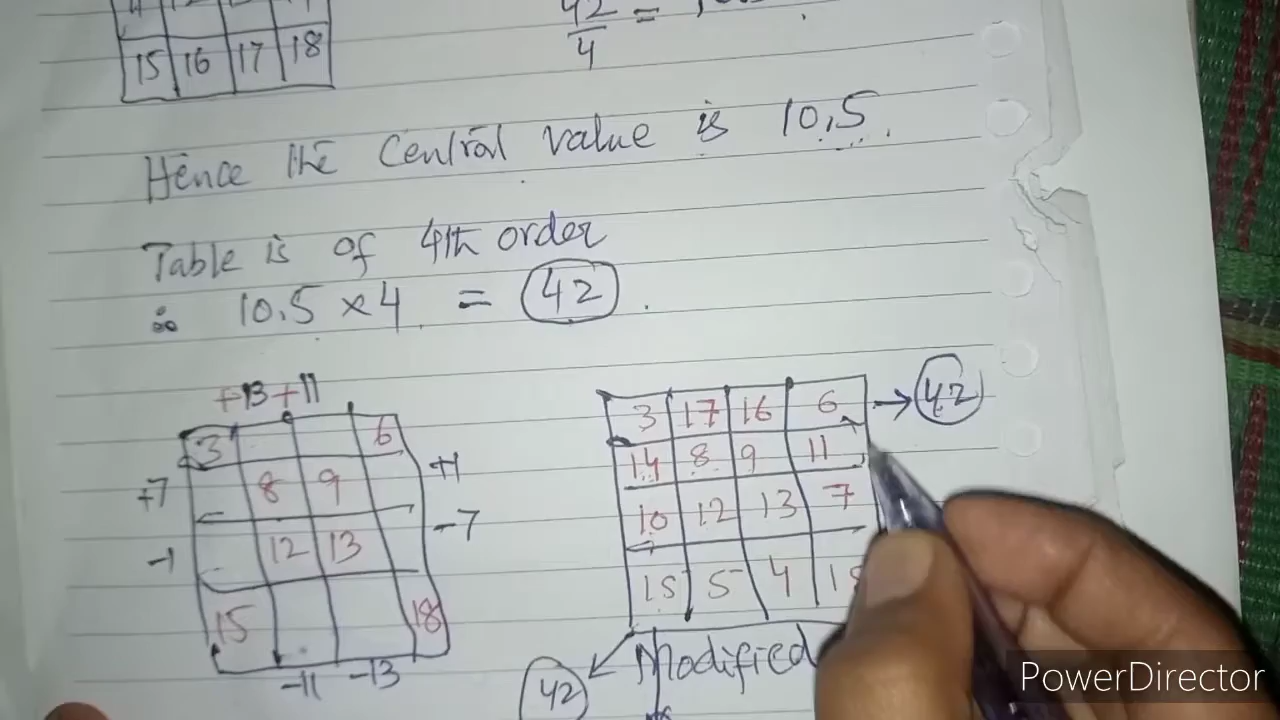 15 16 17 18
42
4 =
Hence the Central value is 10.5.
Table is of 4th order
∴ 10.5 × 4 = 42.
+13 +11
3 6
+7 8 9 +1
-1 12 13 -7
15 18
-11 -13
3 17 16 6 → 42
14 8 9 11
10 12 13 7
15 5 4
42
Modified
PowerDirector